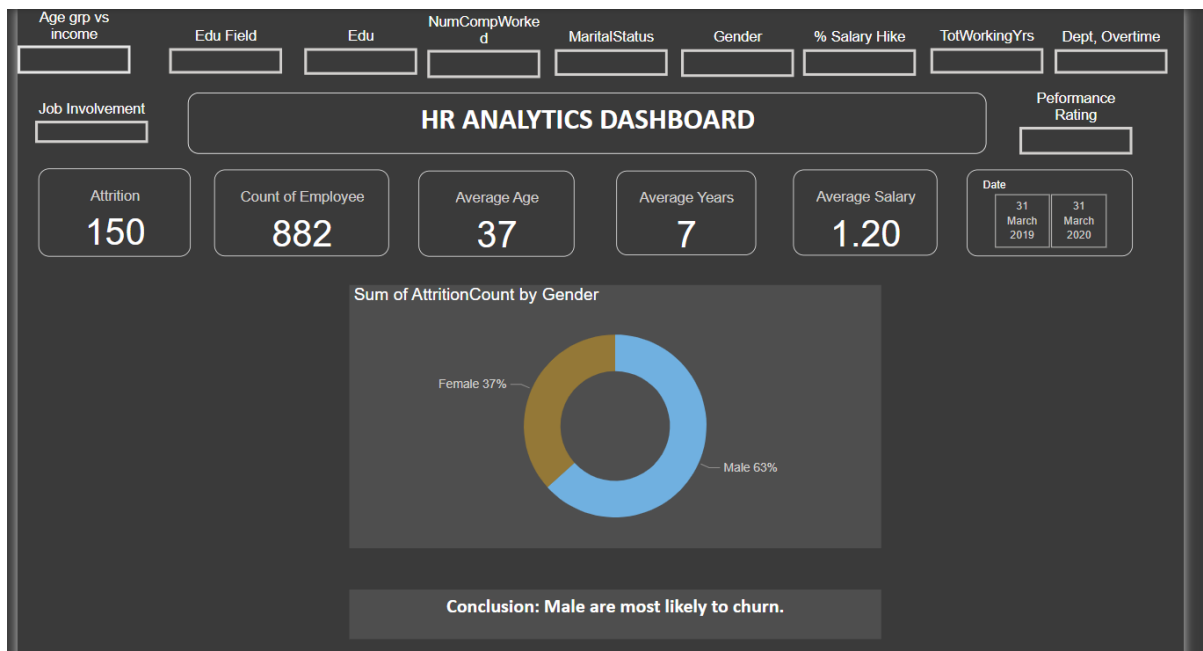 Age grp vs
income
Edu Field
Edu
NumCompWorke
d
MaritalStatus
Gender
% Salary Hike
TotWorkingYrs
Dept, Overtime
Job Involvement
HR ANALYTICS DASHBOARD
Peformance
Rating
Attrition
150
Count of Employee
882
Average Age
37
Average Years
7
Average Salary
1.20
Date
31
March
2019
31
March
2020
Sum of AttritionCount by Gender
Female 37%
Male 63%
Conclusion: Male are most likely to churn.